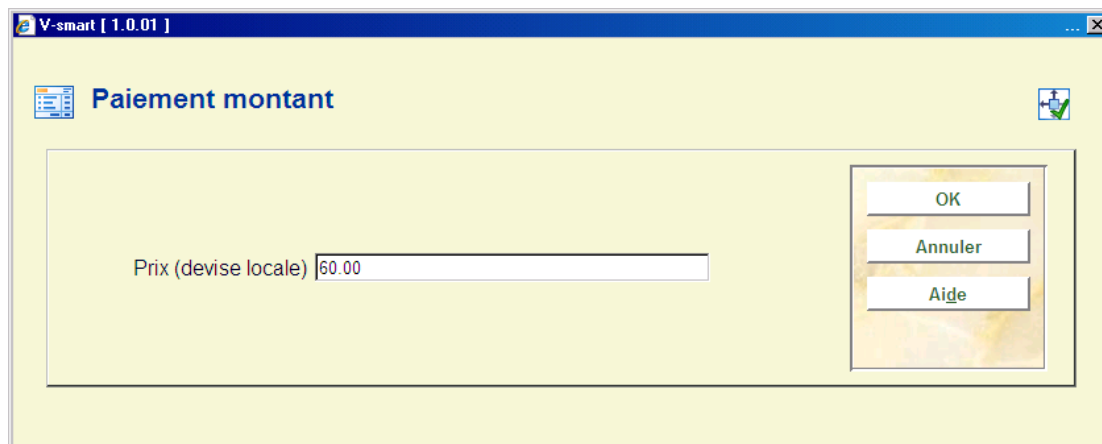 V-smart [ 1.0.01 ]
...
Paiement montant
OK
Annuler
Prix (devise locale) 60.00
Aide